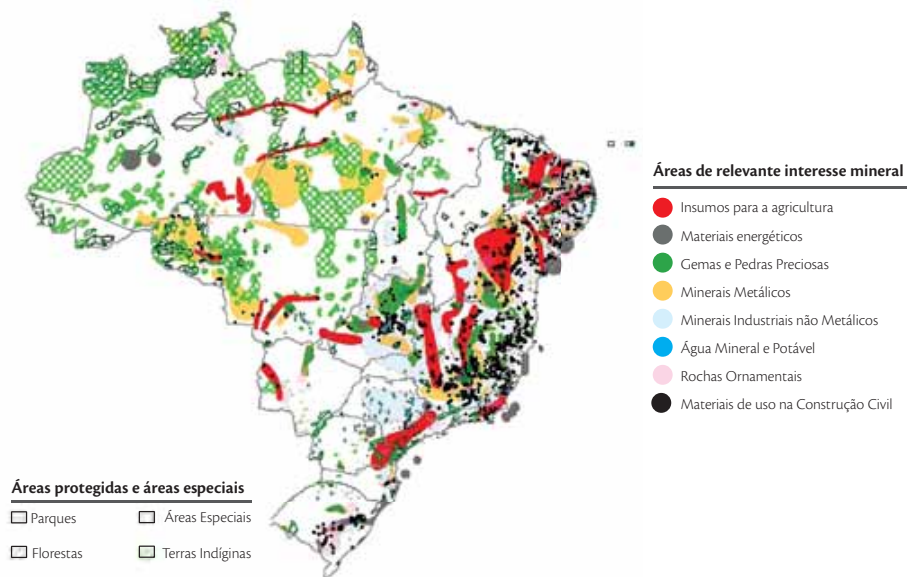 Áreas de relevante interesse mineral
Insumos para a agricultura
Materiais energéticos
Gemas e Pedras Preciosas
Minerais Metálicos
Minerais Industriais não Metálicos
Água Mineral e Potável
Rochas Ornamentais
Materiais de uso na Construção Civil
Áreas protegidas e áreas especiais
Parques
Áreas Especiais
Florestas
Terras Indíginas